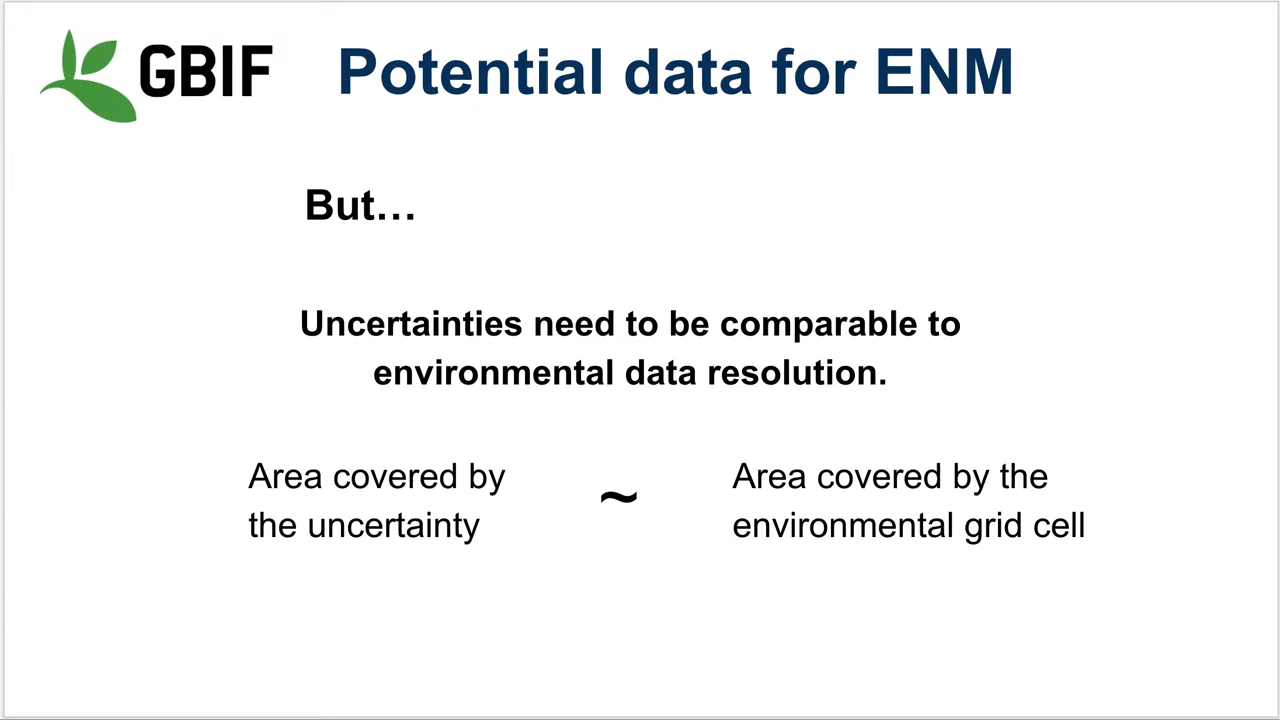 GBIF
Potential data for ENM
But…
Uncertainties need to be comparable to
environmental data resolution.
Area covered by
the uncertainty
~
Area covered by the
environmental grid cell